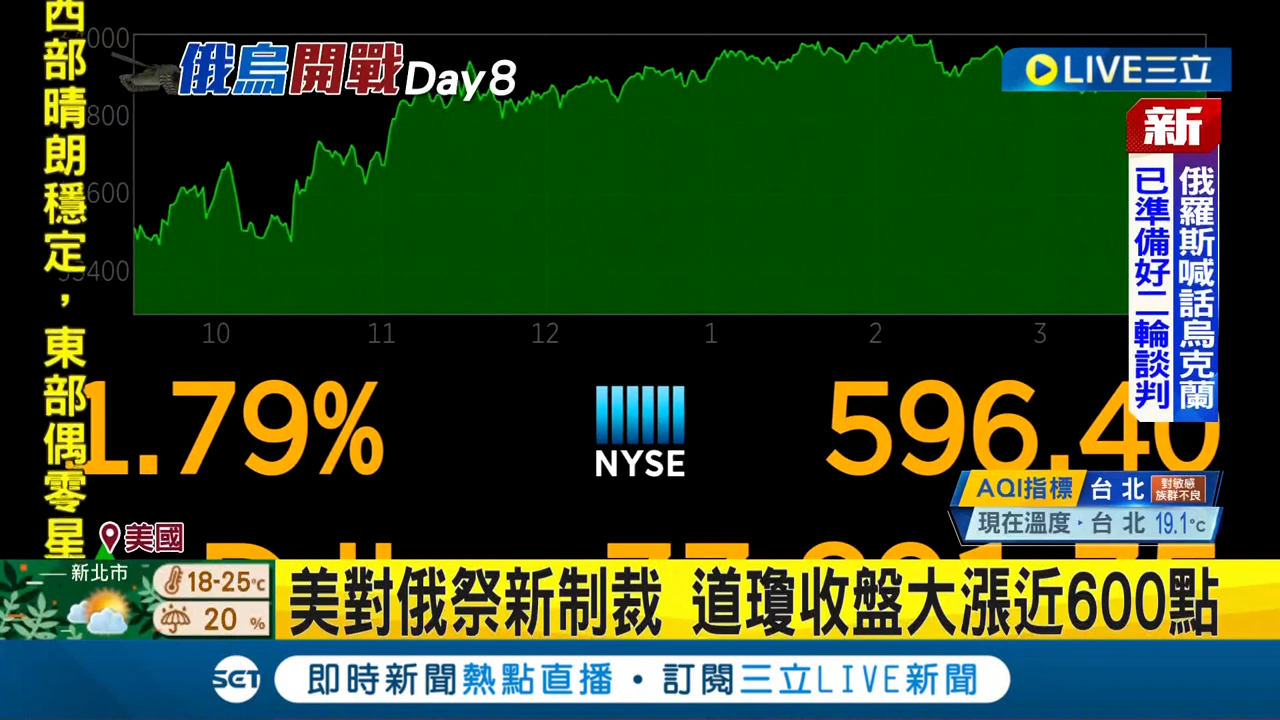 西部晴朗穩定，東部偶零星
俄烏開戰Day8
LIVE三立
新
俄羅斯喊話烏克蘭
已準備好二輪談判
10 11 12 1 2 3
1.79%
NYSE
596.40
AQI指標 台北 對敏感族群不良
現在溫度·台北 19.1°C
美國
新北市
18-25°C
20 %
美對俄祭新制裁 道瓊收盤大漲近600點
SET 即時新聞熱點直播·訂閱三立LIVE新聞